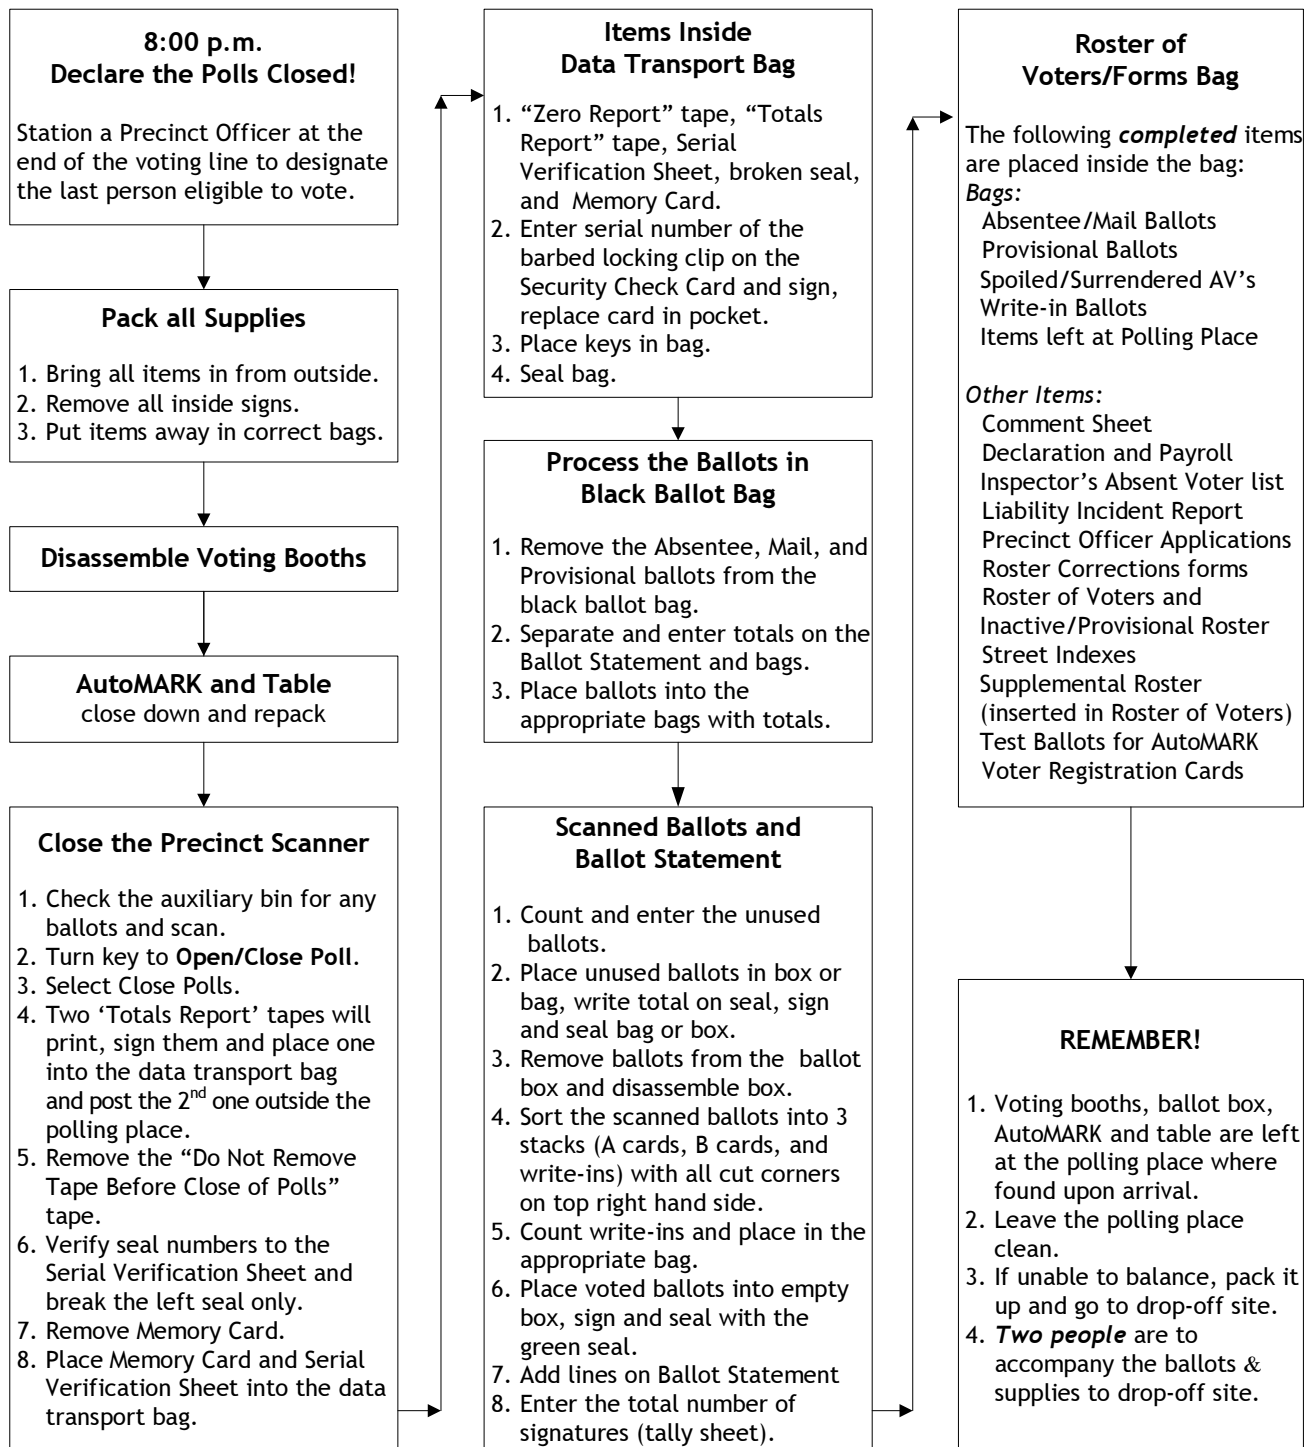 8:00 p.m.
Declare the Polls Closed!
Station a Precinct Officer at the
end of the voting line to designate
the last person eligible to vote.
Pack all Supplies
1. Bring all items in from outside.
2. Remove all inside signs.
3. Put items away in correct bags.
Disassemble Voting Booths
AutoMARK and Table
close down and repack
Close the Precinct Scanner
1. Check the auxiliary bin for any
ballots and scan.
2. Turn key to Open/Close Poll.
3. Select Close Polls.
4. Two ‘Totals Report’ tapes will
print, sign them and place one
into the data transport bag
and post the 2nd one outside the
polling place.
5. Remove the “Do Not Remove
Tape Before Close of Polls”
tape.
6. Verify seal numbers to the
Serial Verification Sheet and
break the left seal only.
7. Remove Memory Card.
8. Place Memory Card and Serial
Verification Sheet into the data
transport bag.
Items Inside
Data Transport Bag
1. “Zero Report” tape, “Totals
Report” tape, Serial
Verification Sheet, broken seal,
and Memory Card.
2. Enter serial number of the
barbed locking clip on the
Security Check Card and sign,
replace card in pocket.
3. Place keys in bag.
4. Seal bag.
Process the Ballots in
Black Ballot Bag
1. Remove the Absentee, Mail, and
Provisional ballots from the
black ballot bag.
2. Separate and enter totals on the
Ballot Statement and bags.
3. Place ballots into the
appropriate bags with totals.
Scanned Ballots and
Ballot Statement
1. Count and enter the unused
ballots.
2. Place unused ballots in box or
bag, write total on seal, sign
and seal bag or box.
3. Remove ballots from the ballot
box and disassemble box.
4. Sort the scanned ballots into 3
stacks (A cards, B cards, and
write-ins) with all cut corners
on top right hand side.
5. Count write-ins and place in the
appropriate bag.
6. Place voted ballots into empty
box, sign and seal with the
green seal.
7. Add lines on Ballot Statement
8. Enter the total number of
signatures (tally sheet).
Roster of
Voters/Forms Bag
The following completed items
are placed inside the bag:
Bags:
Absentee/Mail Ballots
Provisional Ballots
Spoiled/Surrendered AV’s
Write-in Ballots
Items left at Polling Place
Other Items:
Comment Sheet
Declaration and Payroll
Inspector’s Absent Voter list
Liability Incident Report
Precinct Officer Applications
Roster Corrections forms
Roster of Voters and
Inactive/Provisional Roster
Street Indexes
Supplemental Roster
(inserted in Roster of Voters)
Test Ballots for AutoMARK
Voter Registration Cards
REMEMBER!
1. Voting booths, ballot box,
AutoMARK and table are left
at the polling place where
found upon arrival.
2. Leave the polling place
clean.
3. If unable to balance, pack it
up and go to drop-off site.
4. Two people are to
accompany the ballots &
supplies to drop-off site.